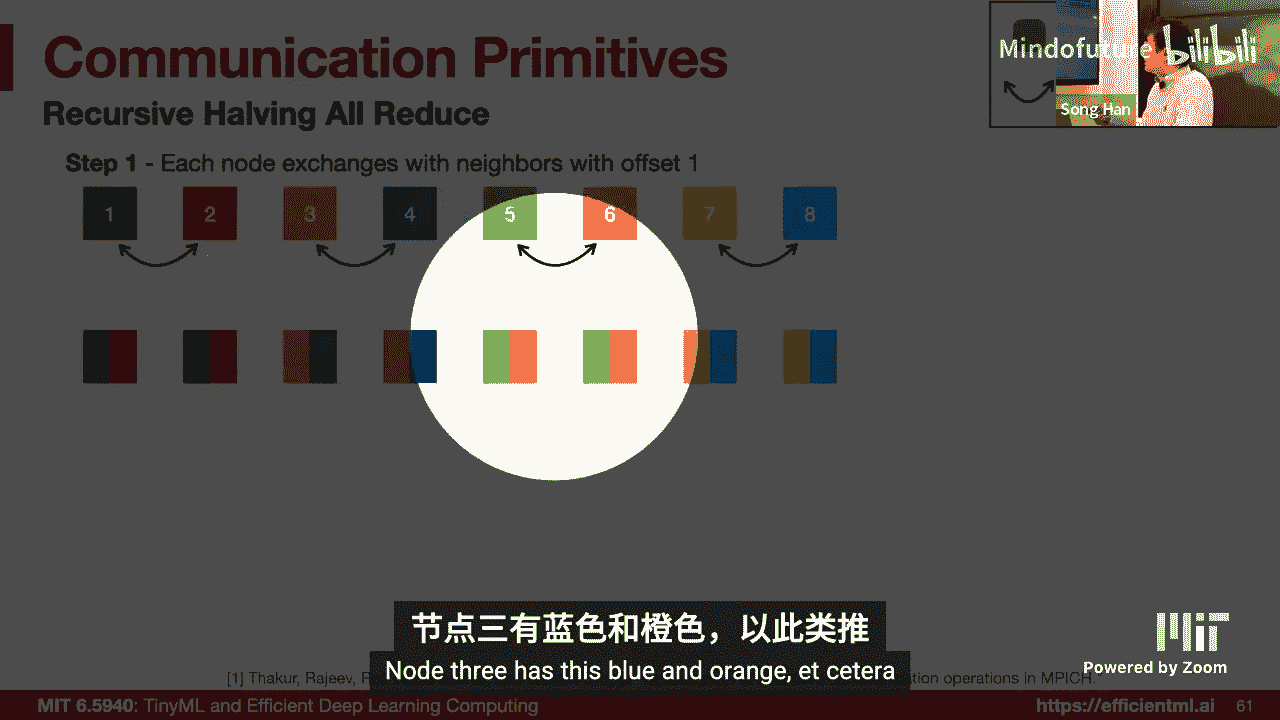 Communication Primitives
Mindofuture bilibili
Song Han
Recursive Halving All Reduce
Step 1 - Each node exchanges with neighbors with offset 1
1 2 3 4 5 6 7 8
节点三有蓝色和橙色，以此类推
Node three has this blue and orange, et cetera
[1] Thakur, Rajeev, R
ation operations in MPICH."
MIT
Powered by Zoom
MIT 6.5940: TinyML and Efficient Deep Learning Computing
https://efficientml.ai
61